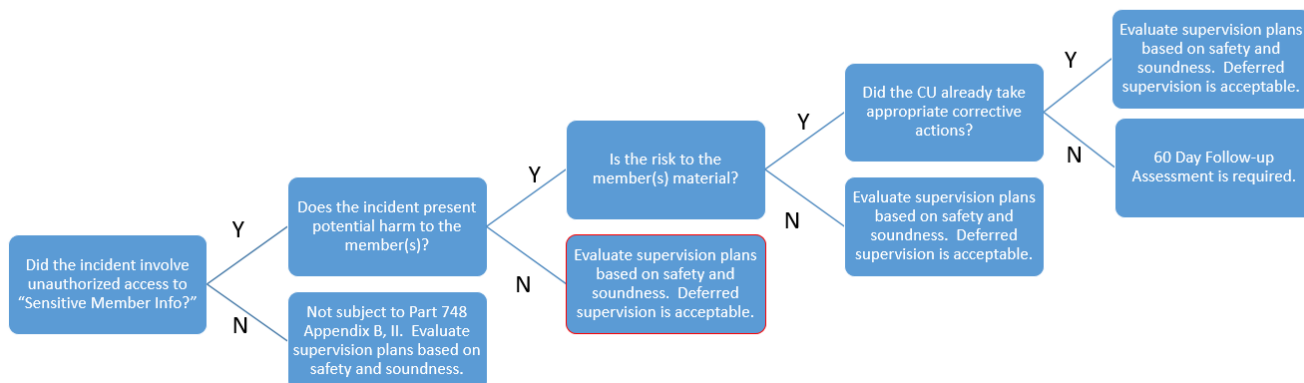 Did the incident involve
unauthorized access to
“Sensitive Member Info?”
Y
N
Does the incident present
potential harm to the
member(s)?
Not subject to Part 748
Appendix B, II.  Evaluate
supervision plans based on
safety and soundness.
Y
N
Is the risk to the
member(s) material?
Evaluate supervision plans
based on safety and
soundness.  Deferred
supervision is acceptable.
Y
N
Did the CU already take
appropriate corrective
actions?
Evaluate supervision plans
based on safety and
soundness.  Deferred
supervision is acceptable.
Y
N
Evaluate supervision plans
based on safety and
soundness.  Deferred
supervision is acceptable.
60 Day Follow-up
Assessment is required.